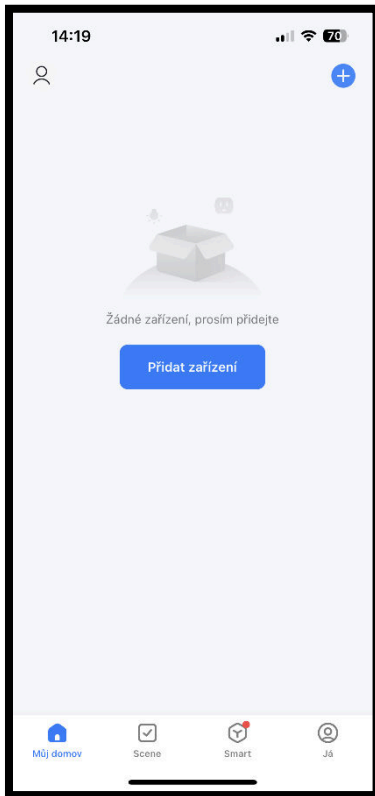 14:19
70
Žádné zařízení, prosím přidejte
Přidat zařízení
Můj domov
Scene
Smart
Já